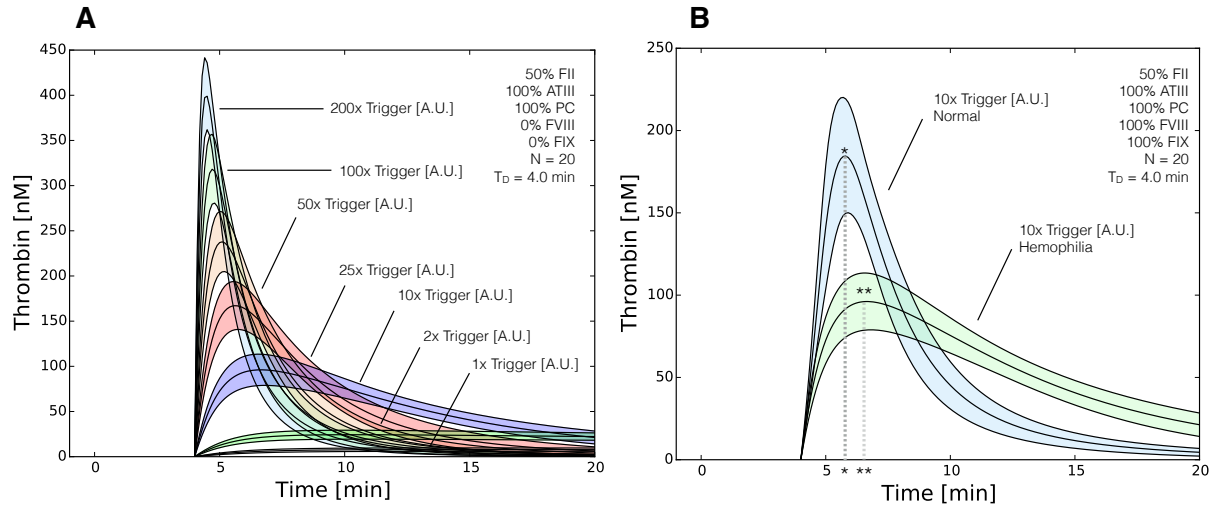 A
450
400
350
300
250
200
150
100
50
0
Thrombin [nM]
0
5
10
15
20
Time [min]
200x Trigger [A.U.]
100x Trigger [A.U.]
50x Trigger [A.U.]
25x Trigger [A.U.]
10x Trigger [A.U.]
2x Trigger [A.U.]
1x Trigger [A.U.]
50% FII
100% ATIII
100% PC
0% FVIII
0% FIX
N = 20
TD = 4.0 min
B
250
200
150
100
50
0
Thrombin [nM]
0
5
10
15
20
* **
Time [min]
10x Trigger [A.U.]
Normal
10x Trigger [A.U.]
Hemophilia
*
**
50% FII
100% ATIII
100% PC
100% FVIII
100% FIX
N = 20
TD = 4.0 min